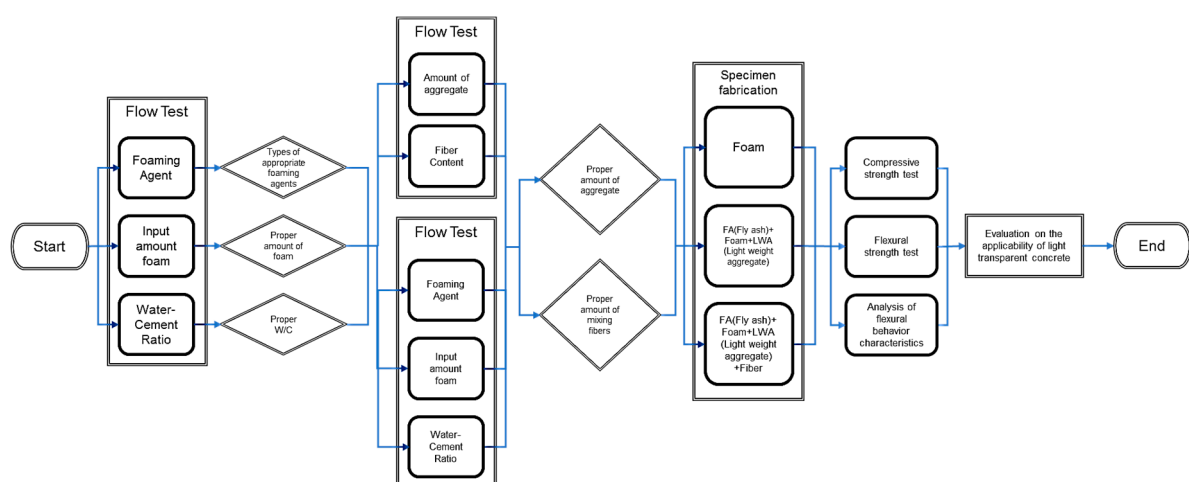 Start
Flow Test
Foaming
Agent
Input
amount
foam
Water-
Cement
Ratio
Types of
appropriate
foaming
agents
Proper
amount of
foam
Proper
W/C
Flow Test
Amount of
aggregate
Fiber
Content
Flow Test
Foaming
Agent
Input
amount
foam
Water-
Cement
Ratio
Proper
amount of
aggregate
Proper
amount of
mixing
fibers
Specimen
fabrication
Foam
FA(Fly ash)+
Foam+LWA
(Light weight
aggregate)
FA(Fly ash)+
Foam+LWA
(Light weight
aggregate)
+Fiber
Compressive
strength test
Flexural
strength test
Analysis of
flexural
behavior
characteristics
Evaluation on the
applicability of light
transparent concrete
End